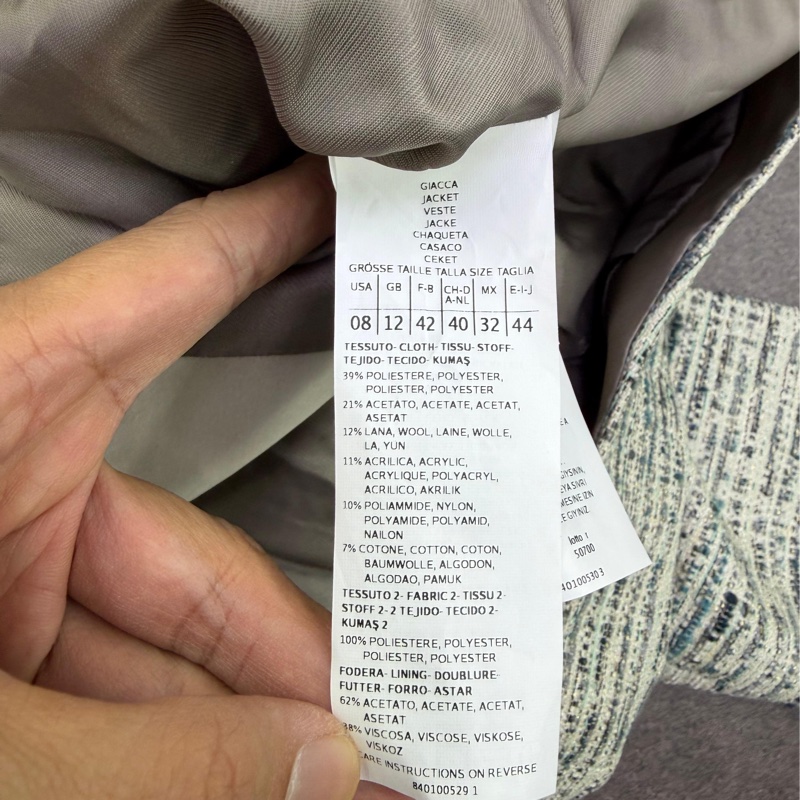 GIACCA
JACKET
VESTE
JACKE
CHAQUETA
CASACO
CEKET
GRÖSSE TAILLE TALLA SIZE TAGLIA
USA GB F-B CH-D A-NL MX E-I-J
08 12 42 40 32 44
TESSUTO- CLOTH- TISSU- STOFF-
TEJIDO- TECIDO- KUMAŞ
39% POLIESTERE, POLYESTER,
POLIESTER, POLYESTER
21% ACETATO, ACETATE, ACETAT,
ASETAT
12% LANA, WOOL, LAINE, WOLLE,
LA, YUN
11% ACRILICA, ACRYLIC,
ACRYLIQUE, POLYACRYL,
ACRILICO, AKRILIK
10% POLIAMMIDE, NYLON,
POLYAMIDE, POLYAMID,
NAILON
7% COTONE, COTTON, COTON,
BAUMWOLLE, ALGODON,
ALGODAO, PAMUK
TESSUTO 2- FABRIC 2- TISSU 2-
STOFF 2- 2 TEJIDO- TECIDO 2-
KUMAŞ 2
100% POLIESTERE, POLYESTER,
POLIESTER, POLYESTER
FODERA- LINING- DOUBLURE-
FUTTER- FORRO- ASTAR
62% ACETATO, ACETATE, ACETAT,
ASETAT
38% VISCOSA, VISCOSE, VISKOSE,
VISKOZ
CARE INSTRUCTIONS ON REVERSE
840100529 1
lotto
50700
401005303